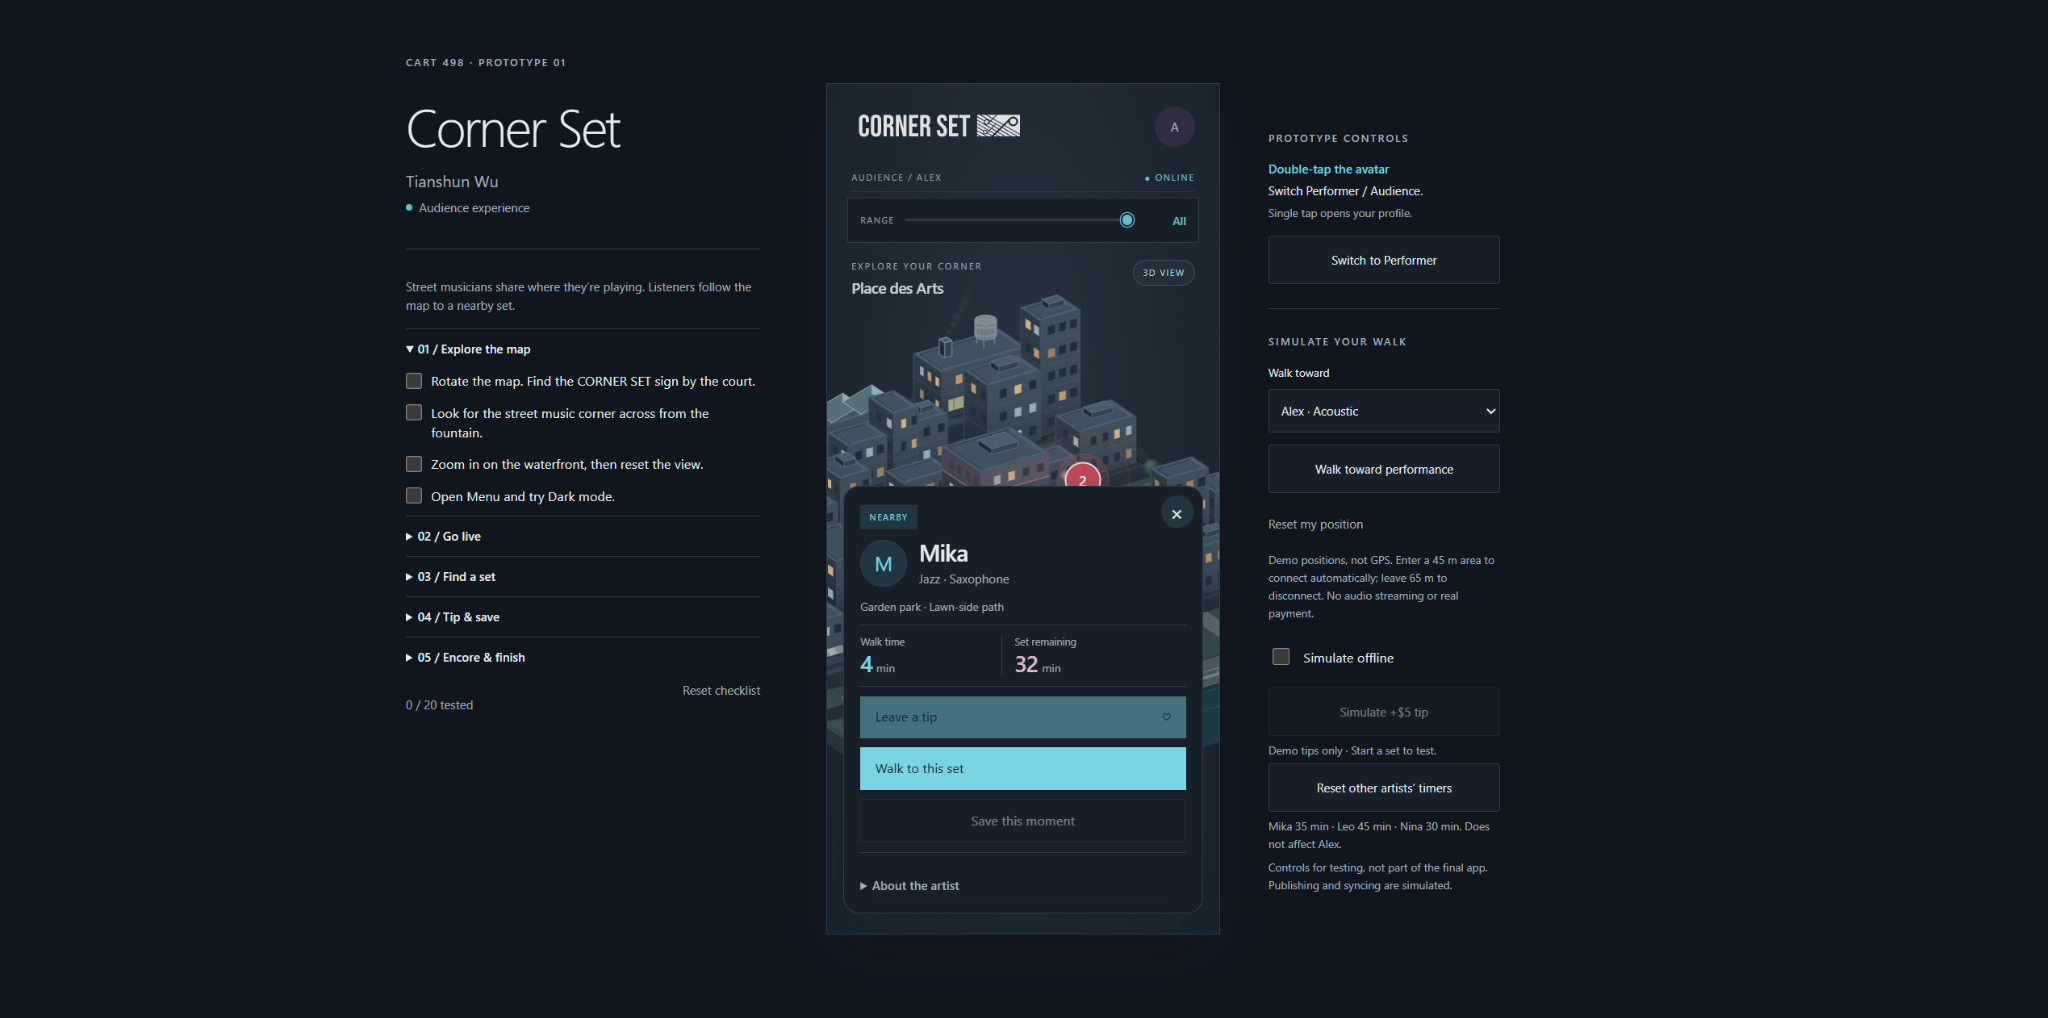 CART 498 · PROTOTYPE 01
Corner Set
Tianshun Wu
Audience experience
Street musicians share where they're playing. Listeners follow the
map to a nearby set.
▼ 01 / Explore the map
Rotate the map. Find the CORNER SET sign by the court.
Look for the street music corner across from the
fountain.
Zoom in on the waterfront, then reset the view.
Open Menu and try Dark mode.
▶ 02 / Go live
▶ 03 / Find a set
▶ 04 / Tip & save
▶ 05 / Encore & finish
Reset checklist
0 / 20 tested
CORNER SET
A
AUDIENCE / ALEX
● ONLINE
RANGE
All
EXPLORE YOUR CORNER
3D VIEW
Place des Arts
2
NEARBY
×
M
Mika
Jazz · Saxophone
Garden park · Lawn-side path
Walk time
4 min
Set remaining
32 min
Leave a tip ♡
Walk to this set
Save this moment
▶ About the artist
PROTOTYPE CONTROLS
Double-tap the avatar
Switch Performer / Audience.
Single tap opens your profile.
Switch to Performer
SIMULATE YOUR WALK
Walk toward
Alex · Acoustic
Walk toward performance
Reset my position
Demo positions, not GPS. Enter a 45 m area to
connect automatically; leave 65 m to
disconnect. No audio streaming or real
payment.
Simulate offline
Simulate +$5 tip
Demo tips only · Start a set to test.
Reset other artists' timers
Mika 35 min · Leo 45 min · Nina 30 min. Does
not affect Alex.
Controls for testing, not part of the final app.
Publishing and syncing are simulated.